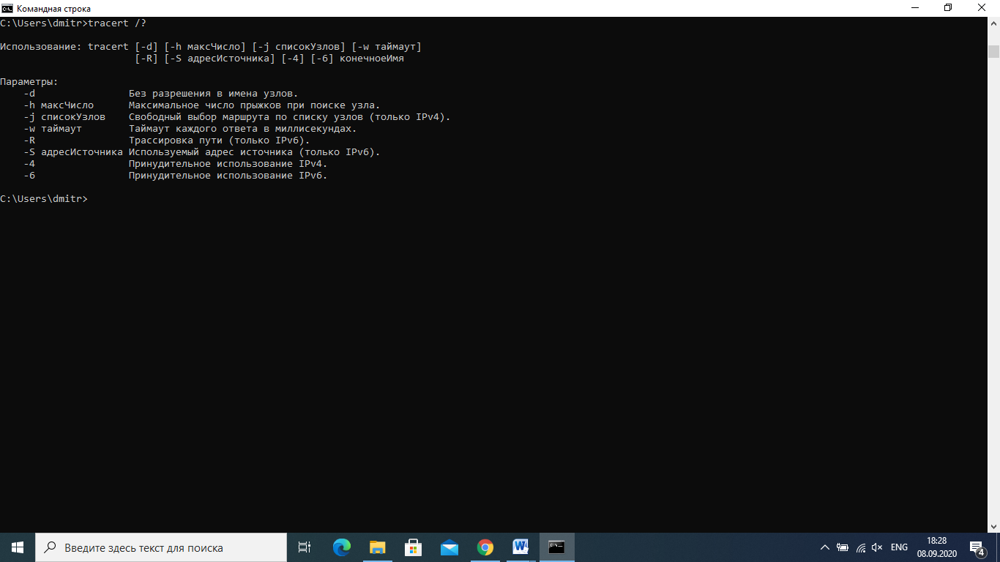 Командная строка
C:\Users\dmitr>tracert /?
Использование: tracert [-d] [-h максЧисло] [-j списокУзлов] [-w таймаут]
[-R] [-S адресИсточника] [-4] [-6] конечноеИмя
Параметры:
-d Без разрешения в имена узлов.
-h максЧисло Максимальное число прыжков при поиске узла.
-j списокУзлов Свободный выбор маршрута по списку узлов (только IPv4).
-w таймаут Таймаут каждого ответа в миллисекундах.
-R Трассировка пути (только IPv6).
-S адресИсточника Используемый адрес источника (только IPv6).
-4 Принудительное использование IPv4.
-6 Принудительное использование IPv6.
C:\Users\dmitr>
Введите здесь текст для поиска
ENG
18:28
08.09.2020
4